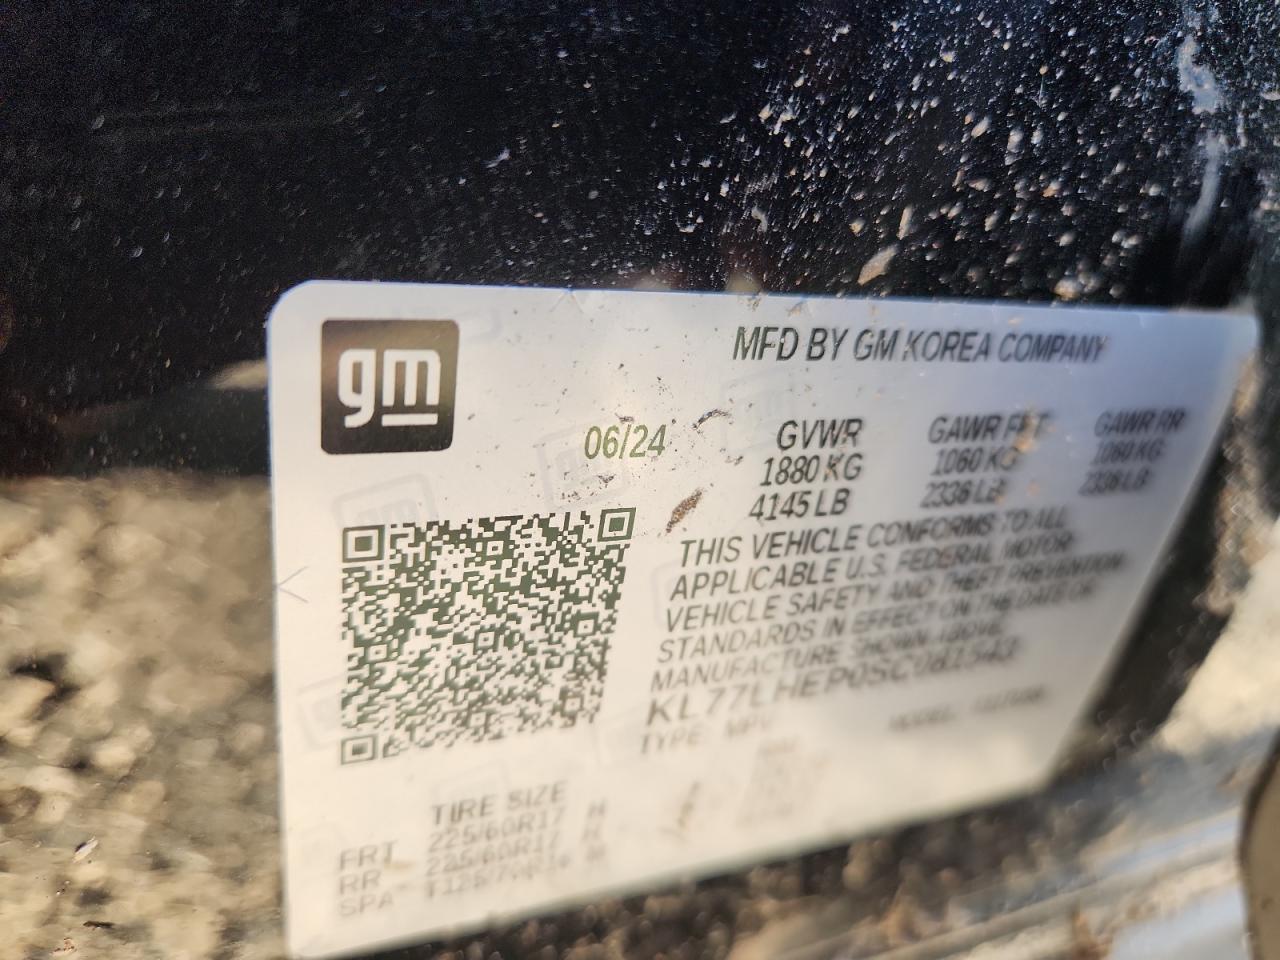 gm
MFD BY GM KOREA COMPANY
06/24
GVWR GAWR FRT GAWR RR
1880 KG 1060 KG 1060 KG
4145 LB 2336 LB 2336 LB
THIS VEHICLE CONFORMS TO ALL
APPLICABLE U.S. FEDERAL MOTOR
VEHICLE SAFETY AND THEFT PREVENTION
STANDARDS IN EFFECT ON THE DATE OF
MANUFACTURE SHOWN ABOVE.
KL77LHEP0SC081543
TYPE: MPV MODEL:
TIRE SIZE
FRT 225/60R17 H
RR 225/60R17 H
SPA